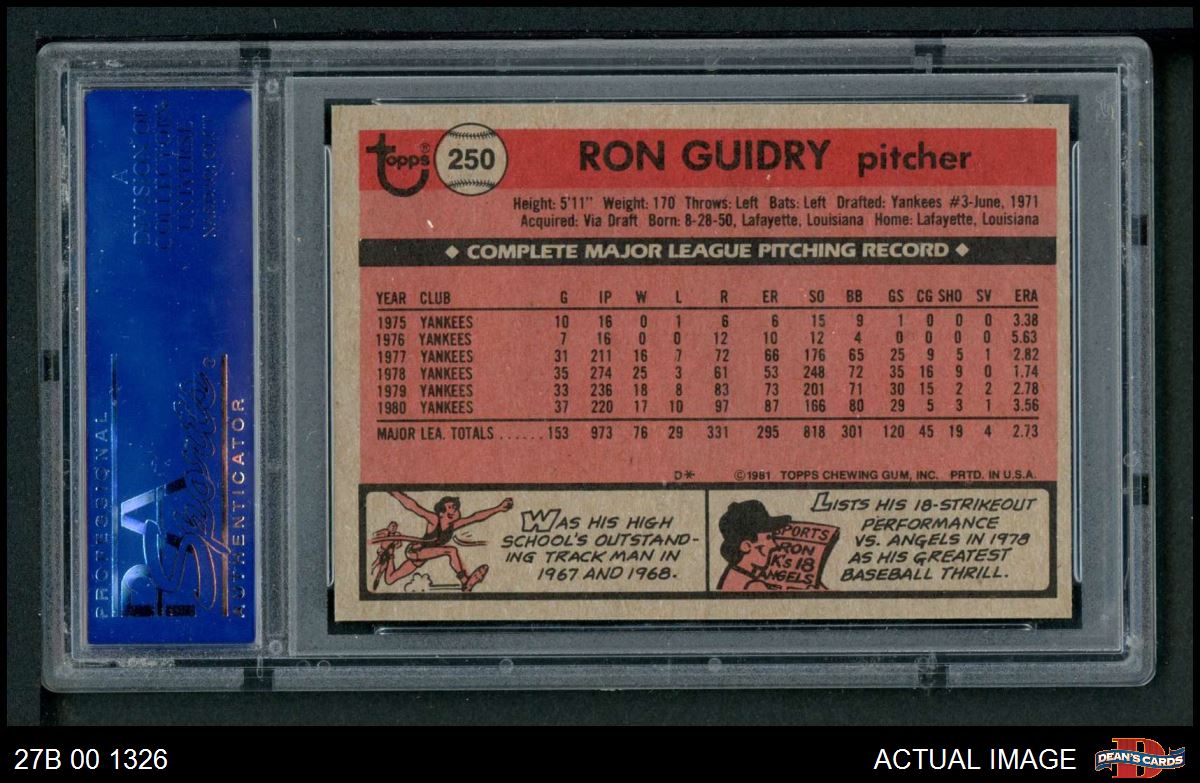 A
DIVISION OF
COLLECTORS
UNIVERSE
NASDAQ: CLCT
PROFESSIONAL
PSA
Sports
AUTHENTICATOR
Topps® 250 RON GUIDRY pitcher
Height: 5'11" Weight: 170 Throws: Left Bats: Left Drafted: Yankees #3-June, 1971
Acquired: Via Draft Born: 8-28-50, Lafayette, Louisiana Home: Lafayette, Louisiana
◆ COMPLETE MAJOR LEAGUE PITCHING RECORD ◆
YEAR CLUB G IP W L R ER SO BB GS CG SHO SV ERA
1975 YANKEES 10 16 0 1 6 6 15 9 1 0 0 0 3.38
1976 YANKEES 7 16 0 0 12 10 12 4 0 0 0 0 5.63
1977 YANKEES 31 211 16 7 72 66 176 65 25 9 5 1 2.82
1978 YANKEES 35 274 25 3 61 53 248 72 35 16 9 0 1.74
1979 YANKEES 33 236 18 8 83 73 201 71 30 15 2 2 2.78
1980 YANKEES 37 220 17 10 97 87 166 80 29 5 3 1 3.56
MAJOR LEA. TOTALS ...... 153 973 76 29 331 295 818 301 120 45 19 4 2.73
D* ©1981 TOPPS CHEWING GUM, INC. PRTD. IN U.S.A.
WAS HIS HIGH
SCHOOL'S OUTSTAND-
ING TRACK MAN IN
1967 AND 1968.
SPORTS
RON
K's 18
ANGELS
LISTS HIS 18-STRIKEOUT
PERFORMANCE
VS. ANGELS IN 1978
AS HIS GREATEST
BASEBALL THRILL.
27B 00 1326
ACTUAL IMAGE
DEAN'S CARDS